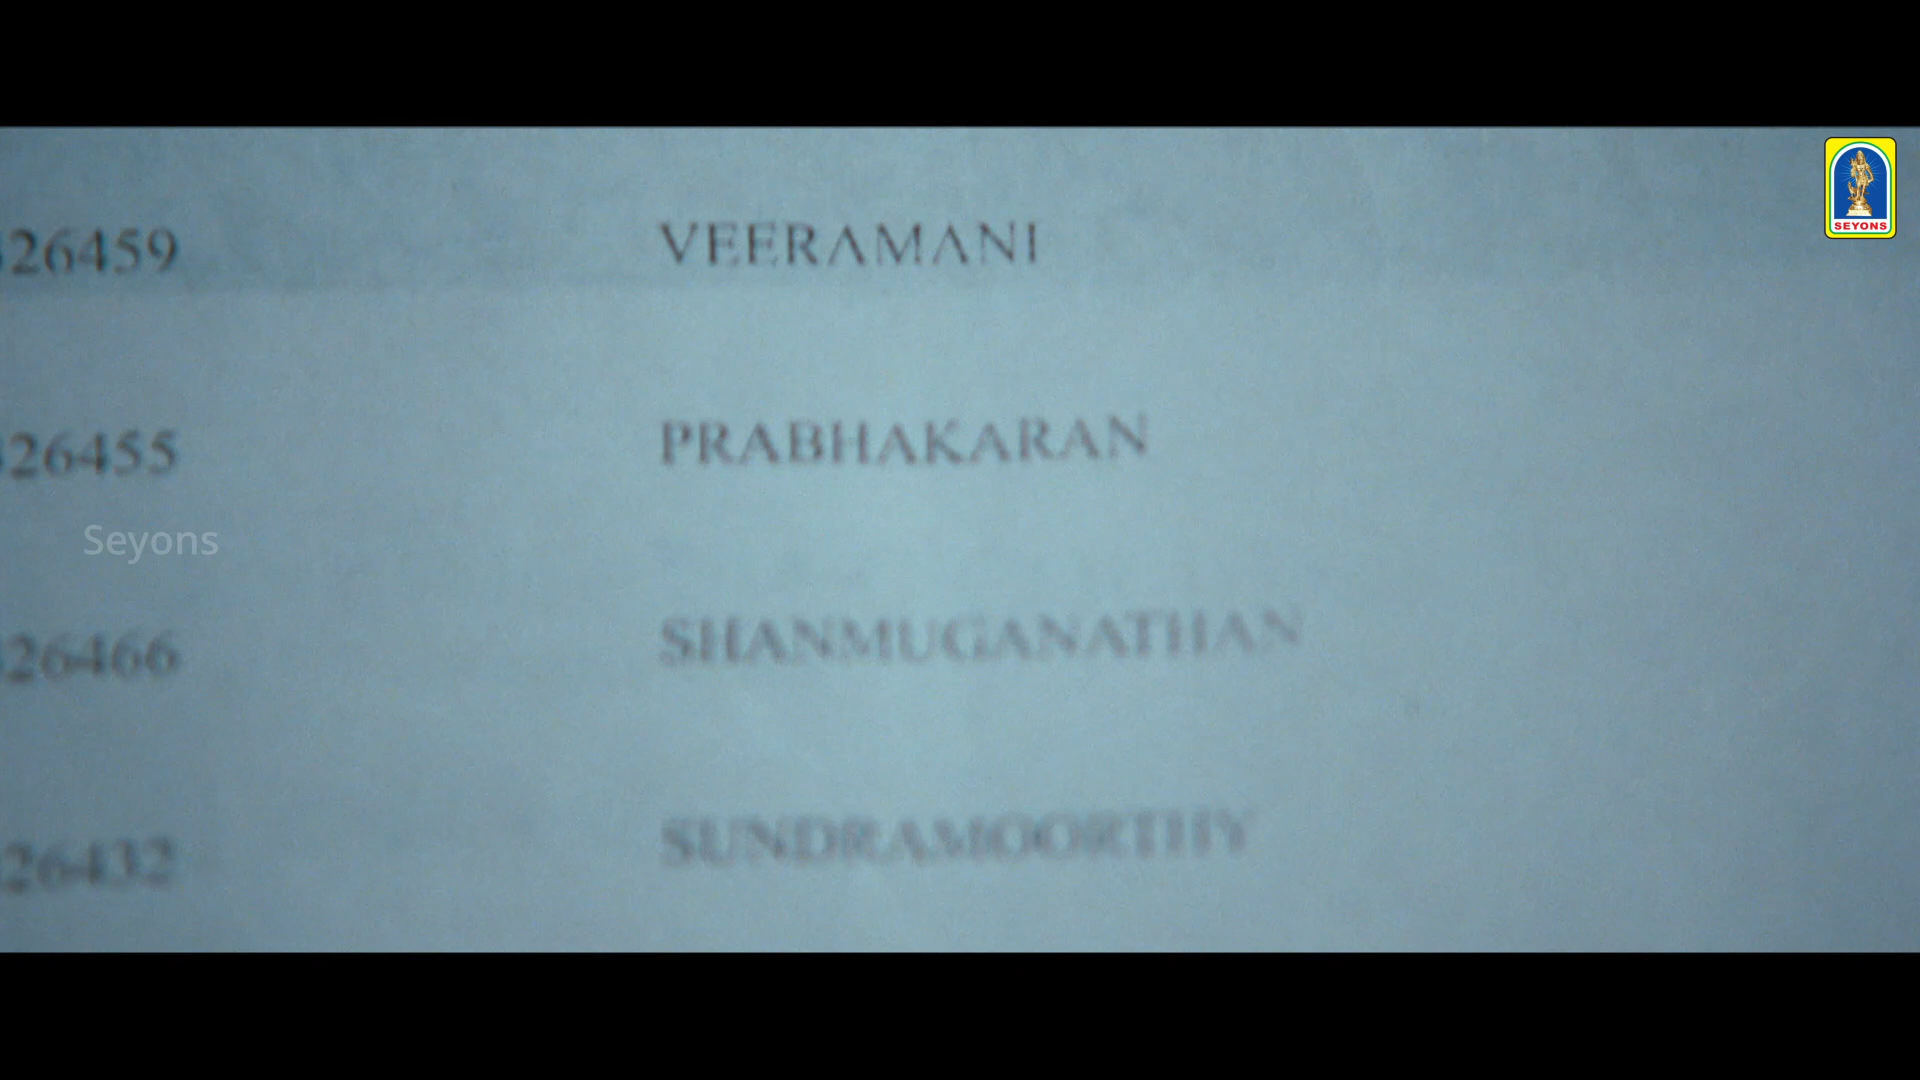 26459 VEERAMANI
SEYONS
26455 PRABHAKARAN
Seyons
26466 SHANMUGANATHAN
26432 SUNDRAMOORTHY